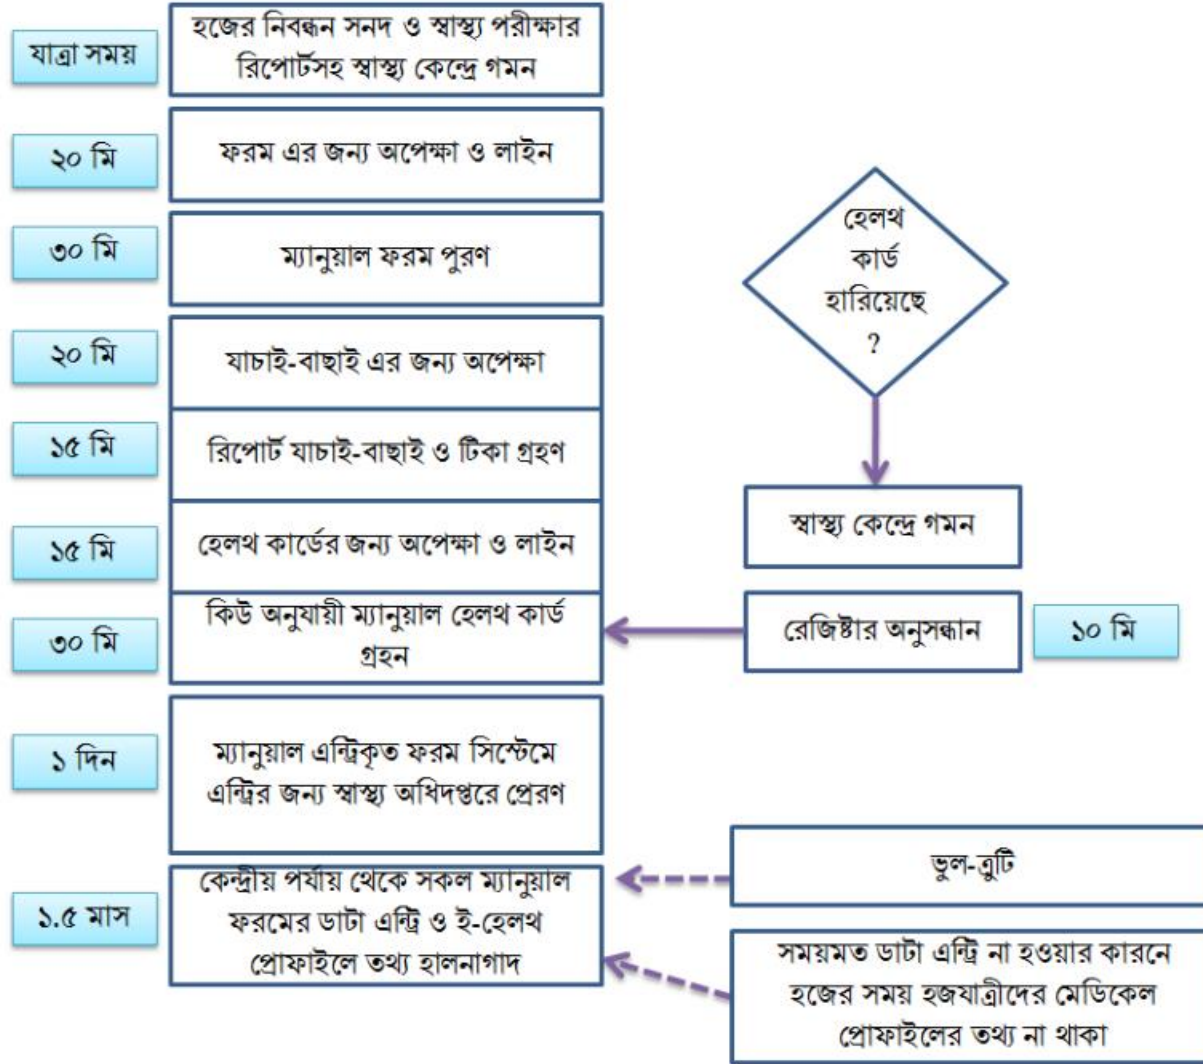 যাত্রা সময়
হজের নিবন্ধন সনদ ও স্বাস্থ্য পরীক্ষার
রিপোর্টসহ স্বাস্থ্য কেন্দ্রে গমন
২০ মি
ফরম এর জন্য অপেক্ষা ও লাইন
৩০ মি
ম্যানুয়াল ফরম পুরণ
২০ মি
যাচাই-বাছাই এর জন্য অপেক্ষা
১৫ মি
রিপোর্ট যাচাই-বাছাই ও টিকা গ্রহণ
১৫ মি
হেলথ কার্ডের জন্য অপেক্ষা ও লাইন
৩০ মি
কিউ অনুযায়ী ম্যানুয়াল হেলথ কার্ড
গ্রহন
১ দিন
ম্যানুয়াল এন্ট্রিকৃত ফরম সিস্টেমে
এন্ট্রির জন্য স্বাস্থ্য অধিদপ্তরে প্রেরণ
১.৫ মাস
কেন্দ্রীয় পর্যায় থেকে সকল ম্যানুয়াল
ফরমের ডাটা এন্ট্রি ও ই-হেলথ
প্রোফাইলে তথ্য হালনাগাদ
হেলথ
কার্ড
হারিয়েছে
?
স্বাস্থ্য কেন্দ্রে গমন
রেজিষ্টার অনুসন্ধান
১০ মি
ভুল-ত্রুটি
সময়মত ডাটা এন্ট্রি না হওয়ার কারনে
হজের সময় হজযাত্রীদের মেডিকেল
প্রোফাইলের তথ্য না থাকা